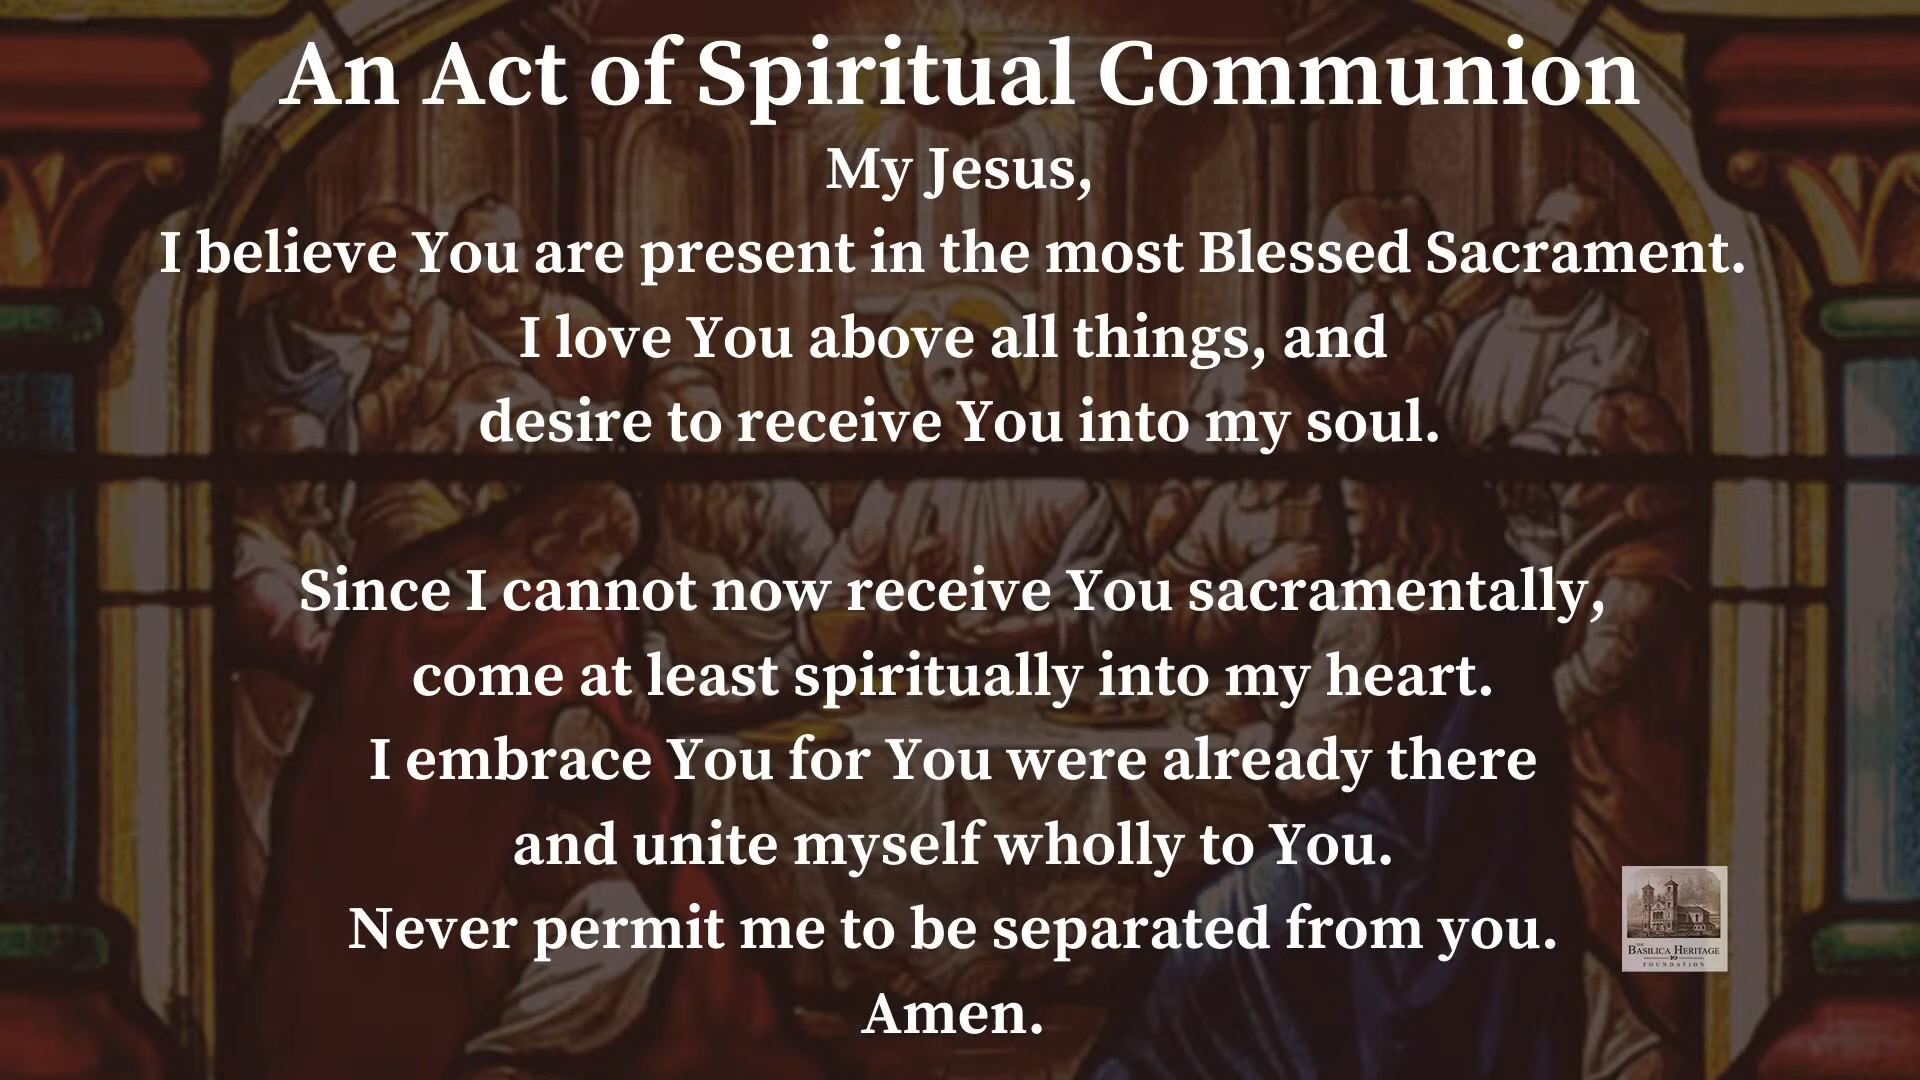 An Act of Spiritual Communion
My Jesus,
I believe You are present in the most Blessed Sacrament.
I love You above all things, and
desire to receive You into my soul.
Since I cannot now receive You sacramentally,
come at least spiritually into my heart.
I embrace You for You were already there
and unite myself wholly to You.
Never permit me to be separated from you.
Amen.
THE
BASILICA HERITAGE
FOUNDATION